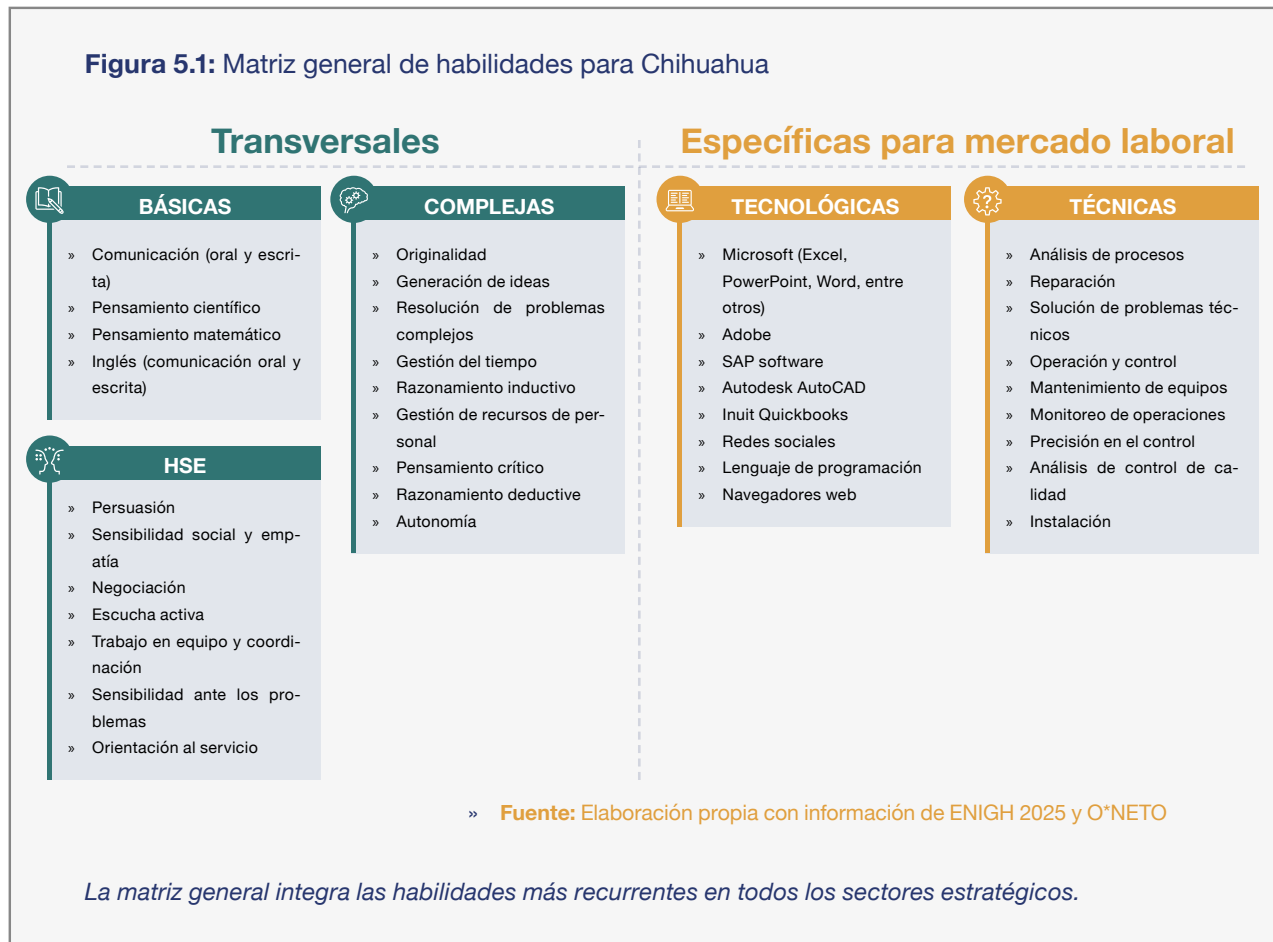 Figura 5.1: Matriz general de habilidades para Chihuahua
Transversales
BÁSICAS
» Comunicación (oral y escri-
ta)
» Pensamiento científico
» Pensamiento matemático
» Inglés (comunicación oral y
escrita)
HSE
» Persuasión
» Sensibilidad social y emp-
atía
» Negociación
» Escucha activa
» Trabajo en equipo y coordi-
nación
» Sensibilidad ante los pro-
blemas
» Orientación al servicio
COMPLEJAS
» Originalidad
» Generación de ideas
» Resolución de problemas
complejos
» Gestión del tiempo
» Razonamiento inductivo
» Gestión de recursos de per-
sonal
» Pensamiento crítico
» Razonamiento deductive
» Autonomía
Específicas para mercado laboral
TECNOLÓGICAS
» Microsoft (Excel,
PowerPoint, Word, entre
otros)
» Adobe
» SAP software
» Autodesk AutoCAD
» Inuit Quickbooks
» Redes sociales
» Lenguaje de programación
» Navegadores web
TÉCNICAS
» Análisis de procesos
» Reparación
» Solución de problemas téc-
nicos
» Operación y control
» Mantenimiento de equipos
» Monitoreo de operaciones
» Precisión en el control
» Análisis de control de ca-
lidad
» Instalación
» Fuente: Elaboración propia con información de ENIGH 2025 y O*NETO
La matriz general integra las habilidades más recurrentes en todos los sectores estratégicos.